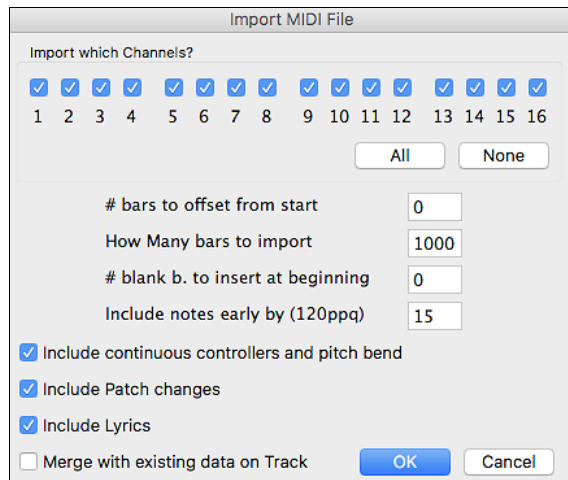 Import MIDI File
Import which Channels?
1 2 3 4 5 6 7 8 9 10 11 12 13 14 15 16
All None
# bars to offset from start 0
How Many bars to import 1000
# blank b. to insert at beginning 0
Include notes early by (120ppq) 15
Include continuous controllers and pitch bend
Include Patch changes
Include Lyrics
Merge with existing data on Track OK Cancel